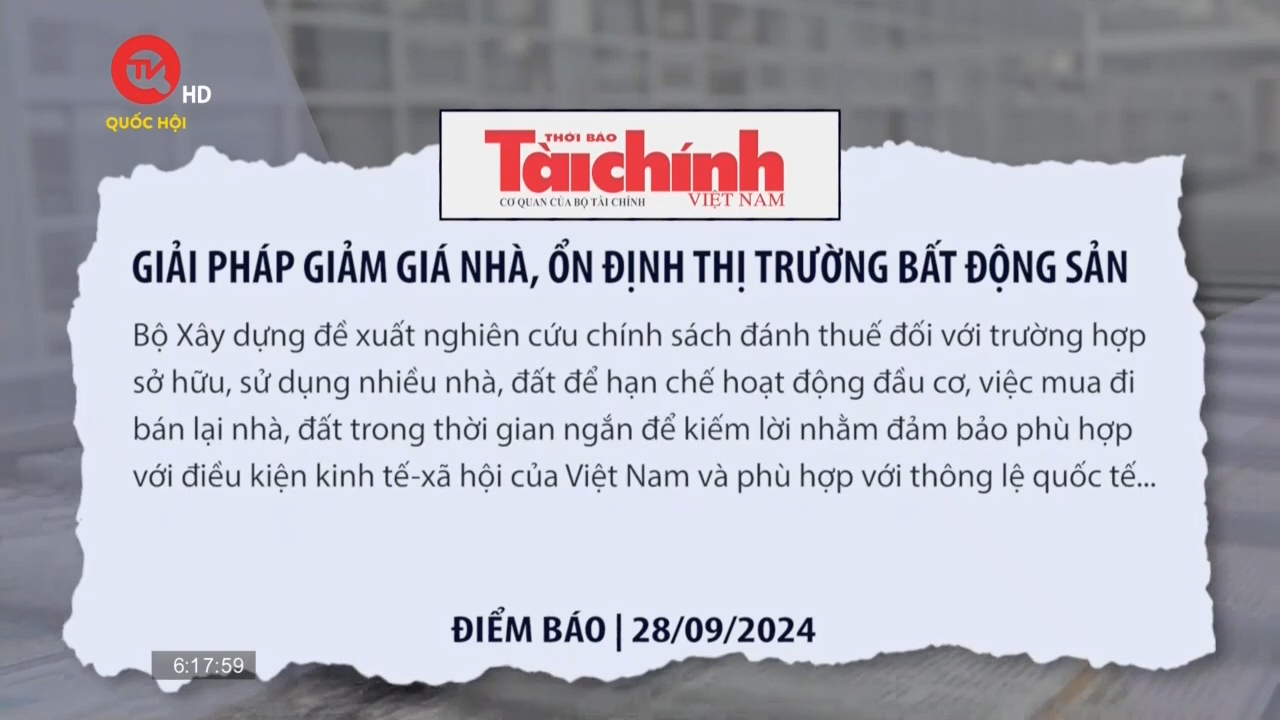 HD
QUỐC HỘI
THỜI BÁO
Tàichính
CƠ QUAN CỦA BỘ TÀI CHÍNH
VIỆT NAM
GIẢI PHÁP GIẢM GIÁ NHÀ, ỔN ĐỊNH THỊ TRƯỜNG BẤT ĐỘNG SẢN
Bộ Xây dựng đề xuất nghiên cứu chính sách đánh thuế đối với trường hợp
sở hữu, sử dụng nhiều nhà, đất để hạn chế hoạt động đầu cơ, việc mua đi
bán lại nhà, đất trong thời gian ngắn để kiếm lời nhằm đảm bảo phù hợp
với điều kiện kinh tế-xã hội của Việt Nam và phù hợp với thông lệ quốc tế...
ĐIỂM BÁO | 28/09/2024
6:17:59